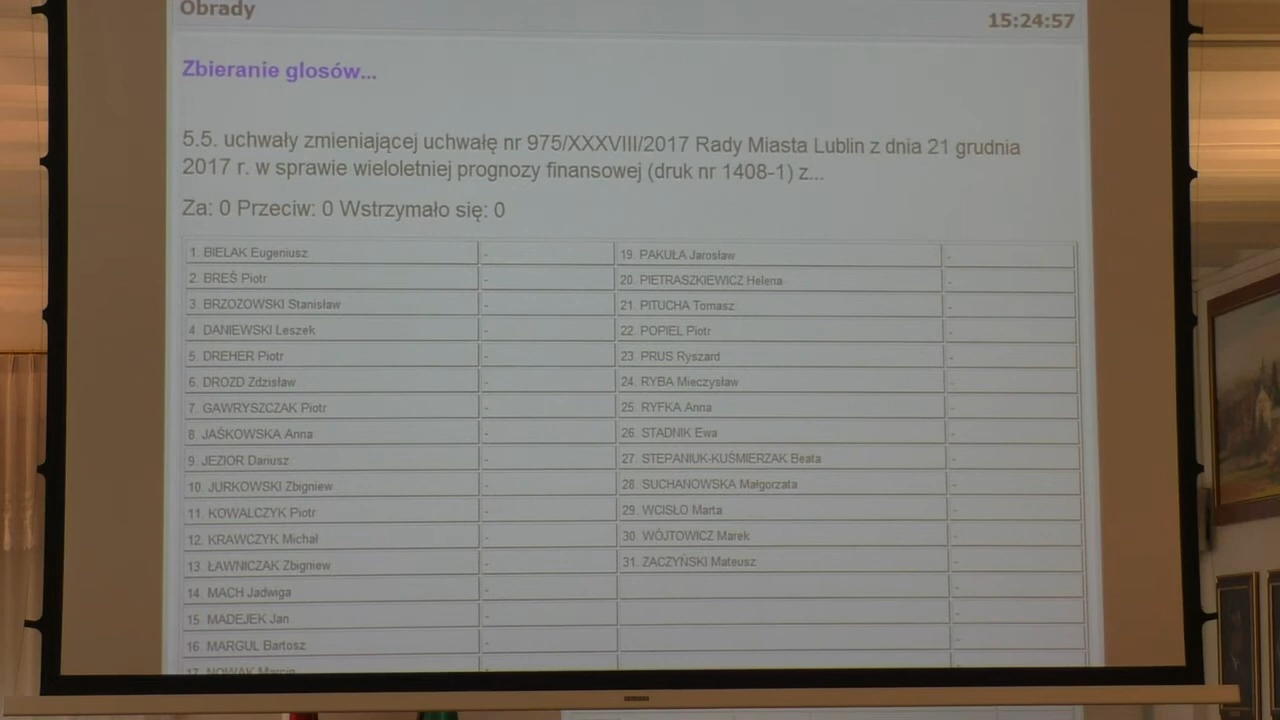 Obrady
15:24:57
Zbieranie głosów...
5.5. uchwały zmieniającej uchwałę nr 975/XXXVIII/2017 Rady Miasta Lublin z dnia 21 grudnia
2017 r. w sprawie wieloletniej prognozy finansowej (druk nr 1408-1) z...
Za: 0 Przeciw: 0 Wstrzymało się: 0
1. BIELAK Eugeniusz -
2. BREŚ Piotr -
3. BRZOZOWSKI Stanisław -
4. DANIEWSKI Leszek -
5. DREHER Piotr -
6. DROZD Zdzisław -
7. GAWRYSZCZAK Piotr -
8. JAŚKOWSKA Anna -
9. JEZIOR Dariusz -
10. JURKOWSKI Zbigniew -
11. KOWALCZYK Piotr -
12. KRAWCZYK Michał -
13. ŁAWNICZAK Zbigniew -
14. MACH Jadwiga -
15. MADEJEK Jan -
16. MARGUL Bartosz -
17. NOWAK Marcin -
19. PAKUŁA Jarosław -
20. PIETRASZKIEWICZ Helena -
21. PITUCHA Tomasz -
22. POPIEL Piotr -
23. PRUS Ryszard -
24. RYBA Mieczysław -
25. RYFKA Anna -
26. STADNIK Ewa -
27. STEPANIUK-KUŚMIERZAK Beata -
28. SUCHANOWSKA Małgorzata -
29. WCISŁO Marta -
30. WÓJTOWICZ Marek -
31. ZACZYŃSKI Mateusz -
-
-
-
-